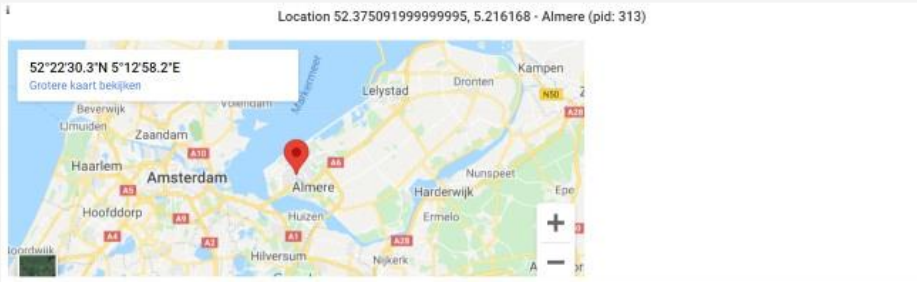 Location 52.375091999999995, 5.216168 - Almere (pid: 313)
52°22'30.3"N 5°12'58.2"E
Grotere kaart bekijken
Markermeer
Kampen
Dronten
Lelystad
N50
Beverwijk
Volendam
A28
IJmuiden
Zaandam
A10
A6
Haarlem
Amsterdam
Nunspeet
A5
Almere
Harderwijk
Epe
Hoofddorp
A9
Huizen
Ermelo
A4
A2
A1
A28
Hilversum
Nijkerk